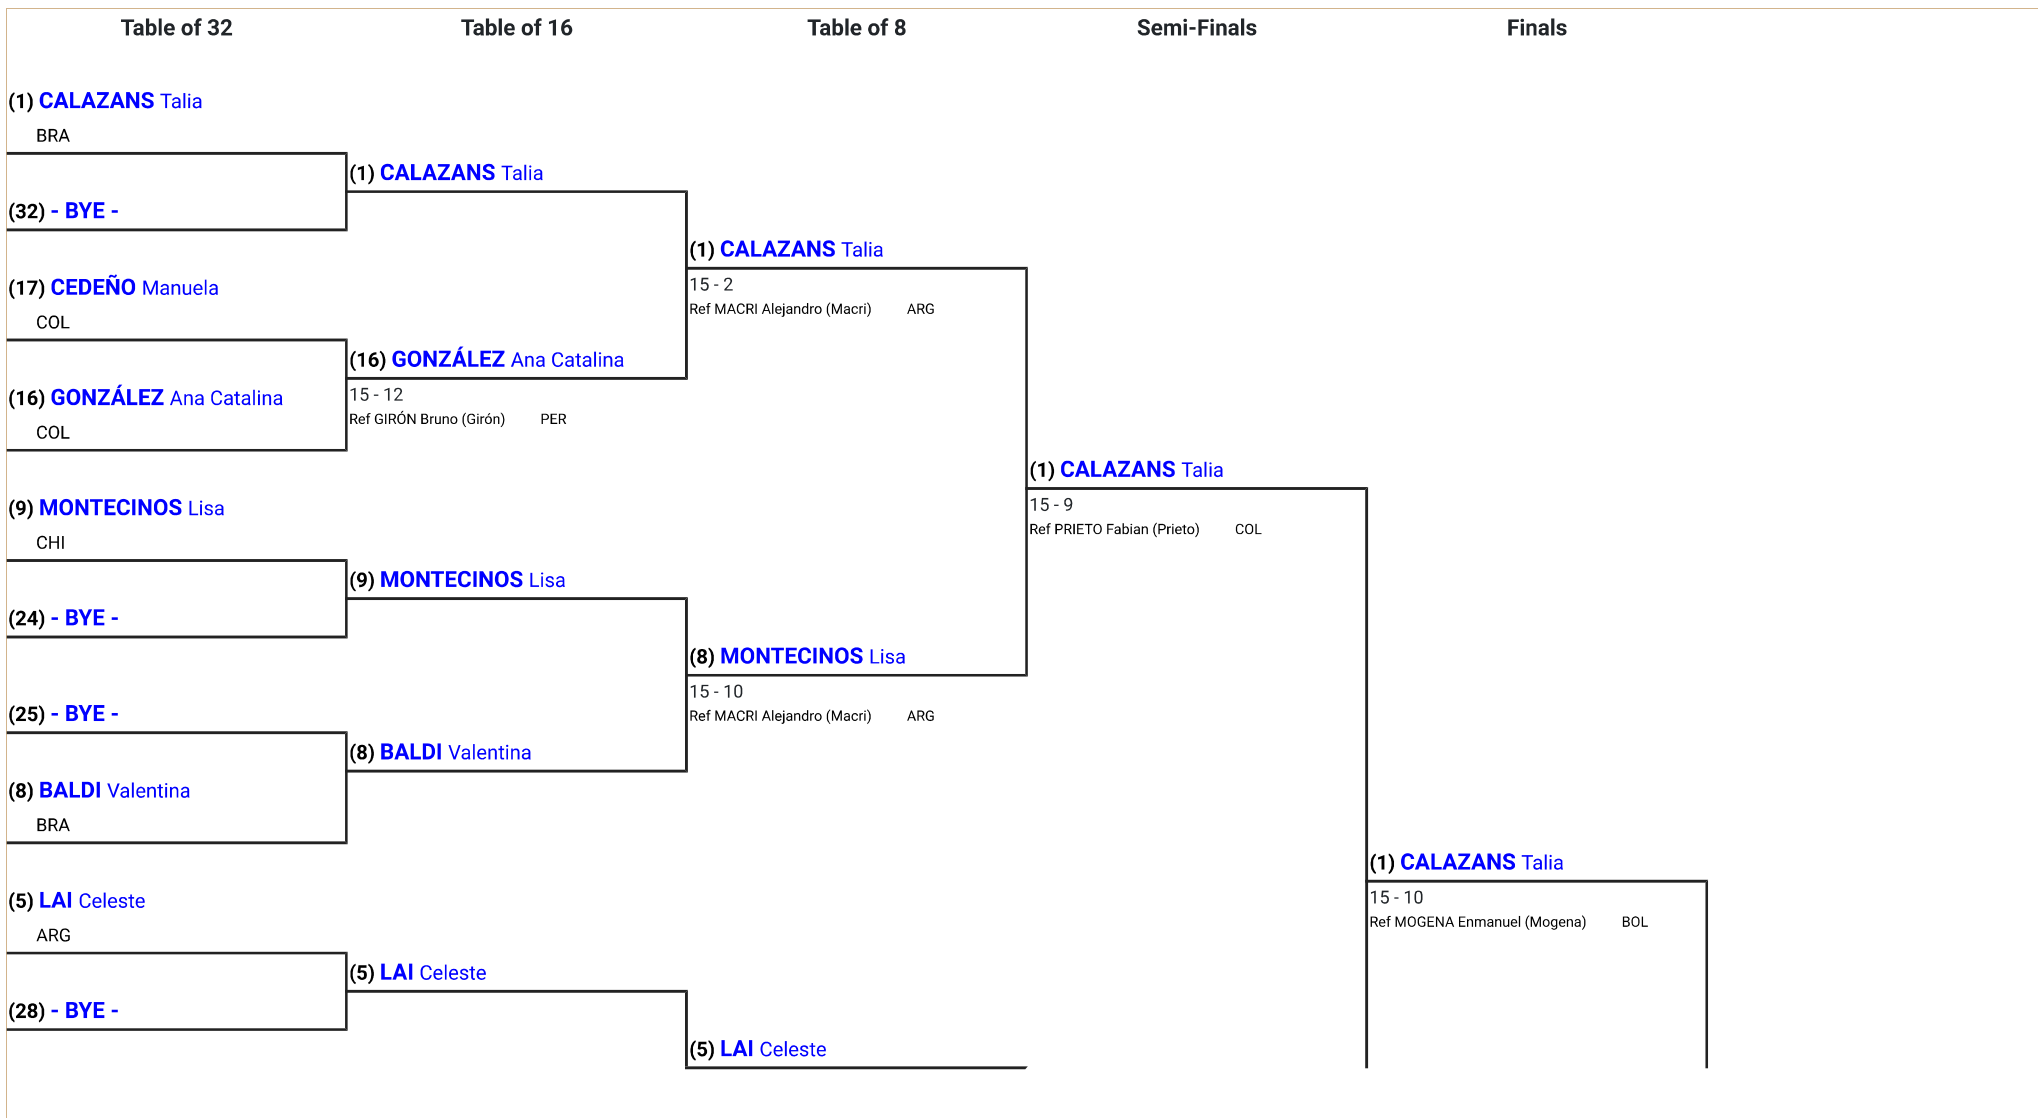 Table of 32
Table of 16
Table of 8
Semi-Finals
Finals
(1) CALAZANS Talia
BRA
(32) - BYE -
(17) CEDEÑO Manuela
COL
(16) GONZÁLEZ Ana Catalina
COL
(9) MONTECINOS Lisa
CHI
(24) - BYE -
(25) - BYE -
(8) BALDI Valentina
BRA
(5) LAI Celeste
ARG
(28) - BYE -
(1) CALAZANS Talia
(16) GONZÁLEZ Ana Catalina
15 - 12
Ref GIRÓN Bruno (Girón) PER
(9) MONTECINOS Lisa
(8) BALDI Valentina
(5) LAI Celeste
(1) CALAZANS Talia
15 - 2
Ref MACRI Alejandro (Macri) ARG
(8) MONTECINOS Lisa
15 - 10
Ref MACRI Alejandro (Macri) ARG
(5) LAI Celeste
(1) CALAZANS Talia
15 - 9
Ref PRIETO Fabian (Prieto) COL
(1) CALAZANS Talia
15 - 10
Ref MOGENA Enmanuel (Mogena) BOL